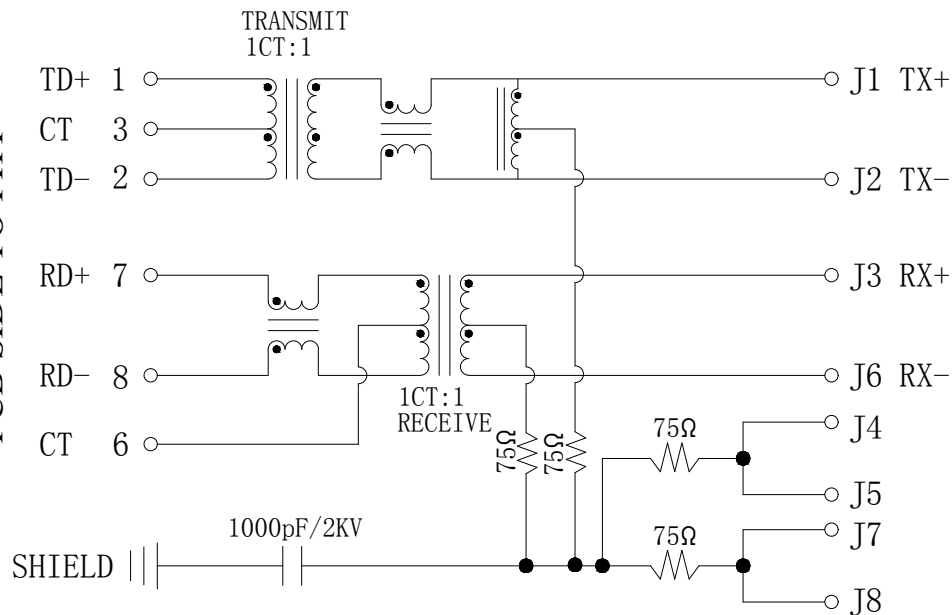 TRANSMIT
1CT:1
TD+ 1
J1 TX+
CT 3
TD- 2
J2 TX-
RD+ 7
J3 RX+
RD- 8
J6 RX-
1CT:1
RECEIVE
CT 6
75Ω
75Ω
75Ω
J4
J5
1000pF/2KV
75Ω
J7
SHIELD
J8